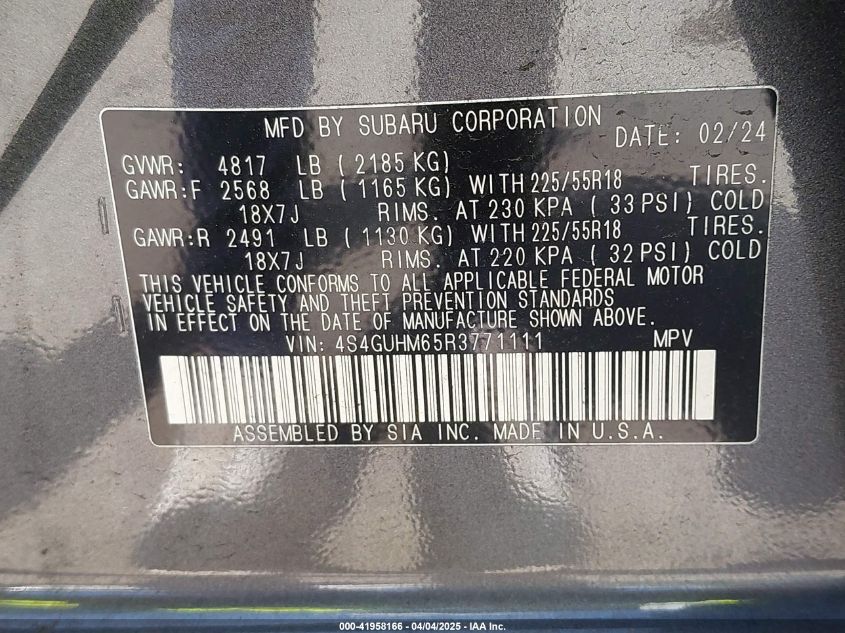 MFD BY SUBARU CORPORATION DATE: 02/24
GVWR: 4817 LB ( 2185 KG)
GAWR:F 2568 LB ( 1165 KG) WITH 225/55R18 TIRES.
18X7J RIMS. AT 230 KPA ( 33 PSI) COLD
GAWR:R 2491 LB ( 1130 KG) WITH 225/55R18 TIRES.
18X7J RIMS. AT 220 KPA ( 32 PSI) COLD
THIS VEHICLE CONFORMS TO ALL APPLICABLE FEDERAL MOTOR
VEHICLE SAFETY AND THEFT PREVENTION STANDARDS
IN EFFECT ON THE DATE OF MANUFACTURE SHOWN ABOVE.
VIN: 4S4GUHM65R3771111 MPV
ASSEMBLED BY SIA INC. MADE IN U.S.A.
000-41958166 - 04/04/2025 - IAA Inc.